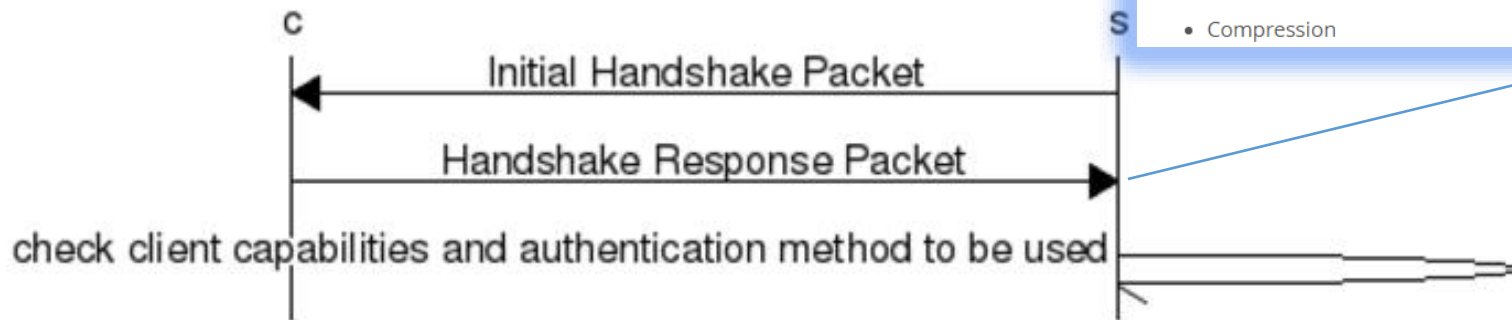 C
S
• Compression
Initial Handshake Packet
Handshake Response Packet
check client capabilities and authentication method to be used